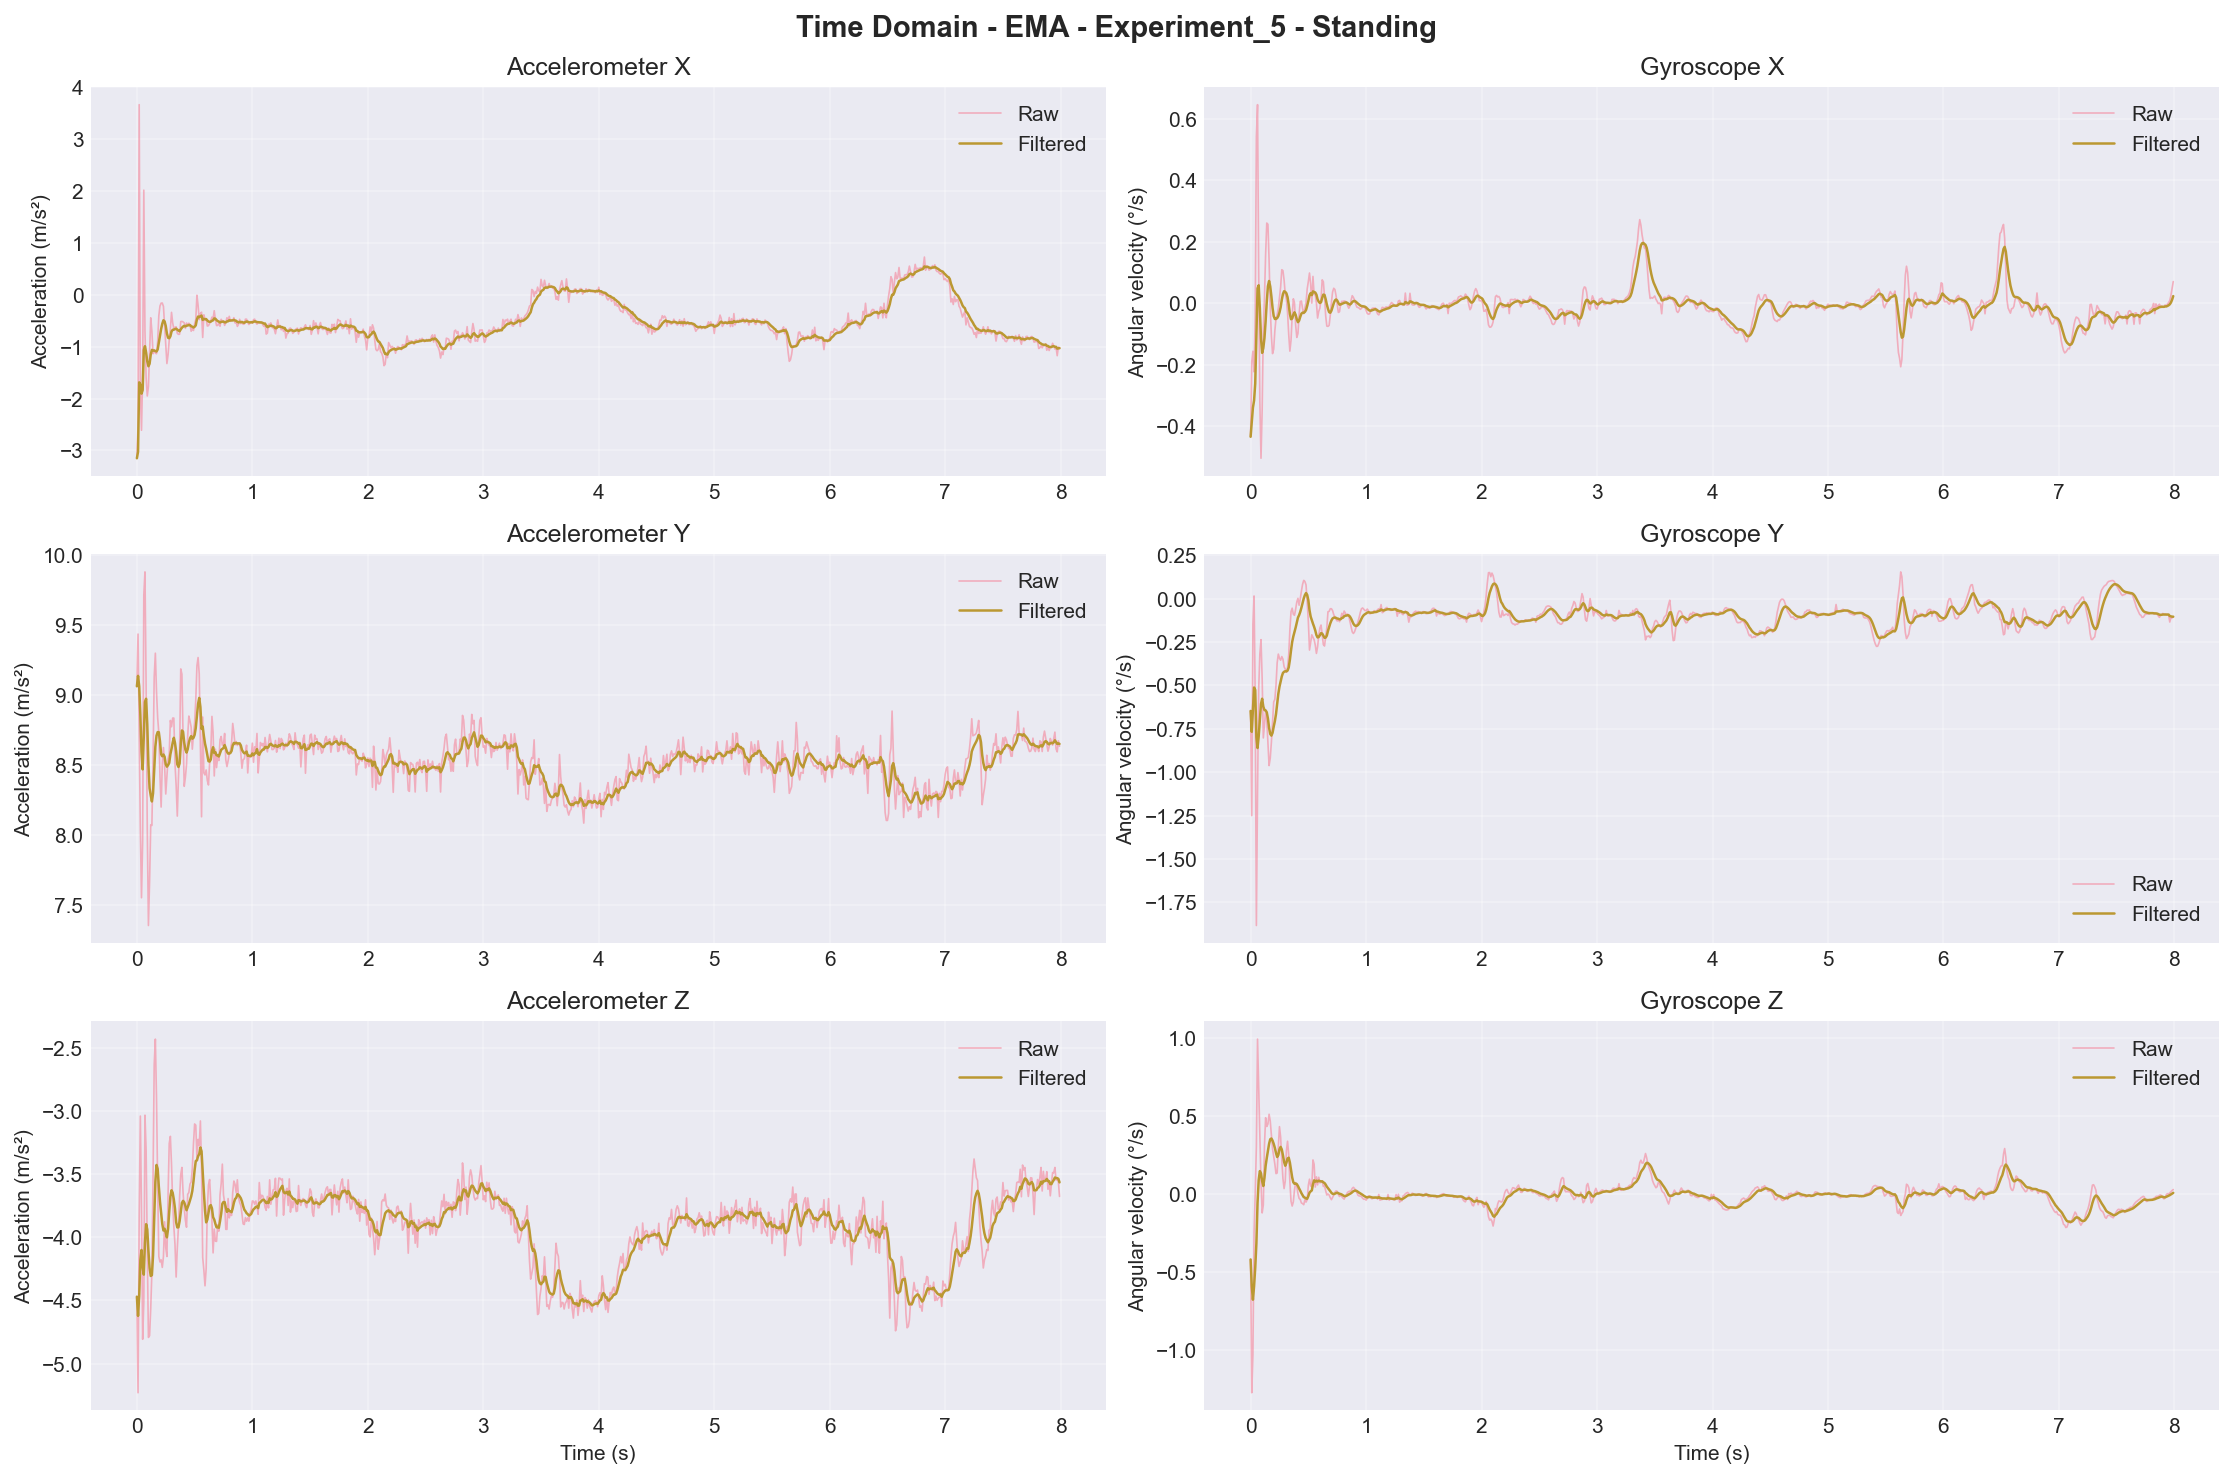 Time Domain - EMA - Experiment_5 - Standing
Accelerometer X
Acceleration (m/s²)
4
3
2
1
0
−1
−2
−3
0 1 2 3 4 5 6 7 8
Raw
Filtered
Gyroscope X
Angular velocity (°/s)
0.6
0.4
0.2
0.0
−0.2
−0.4
0 1 2 3 4 5 6 7 8
Raw
Filtered
Accelerometer Y
Acceleration (m/s²)
10.0
9.5
9.0
8.5
8.0
7.5
0 1 2 3 4 5 6 7 8
Raw
Filtered
Gyroscope Y
Angular velocity (°/s)
0.25
0.00
−0.25
−0.50
−0.75
−1.00
−1.25
−1.50
−1.75
0 1 2 3 4 5 6 7 8
Raw
Filtered
Accelerometer Z
Acceleration (m/s²)
−2.5
−3.0
−3.5
−4.0
−4.5
−5.0
0 1 2 3 4 5 6 7 8
Time (s)
Raw
Filtered
Gyroscope Z
Angular velocity (°/s)
1.0
0.5
0.0
−0.5
−1.0
0 1 2 3 4 5 6 7 8
Time (s)
Raw
Filtered